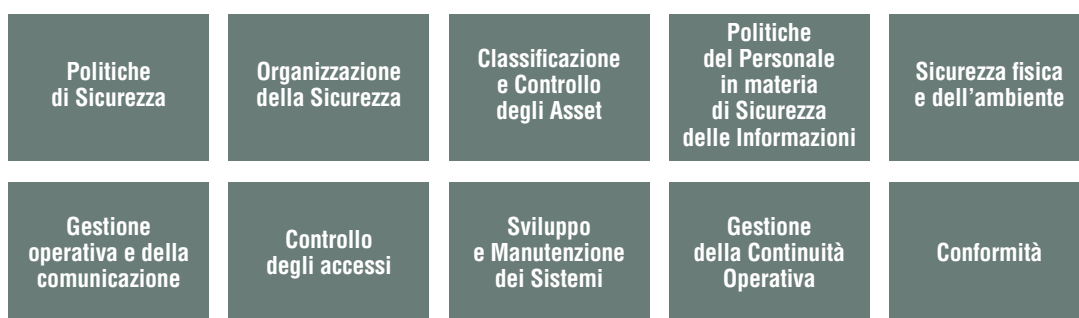 Politiche
di Sicurezza
Organizzazione
della Sicurezza
Classificazione
e Controllo
degli Asset
Politiche
del Personale
in materia
di Sicurezza
delle Informazioni
Sicurezza fisica
e dell'ambiente
Gestione
operativa e della
comunicazione
Controllo
degli accessi
Sviluppo
e Manutenzione
dei Sistemi
Gestione
della Continuità
Operativa
Conformità